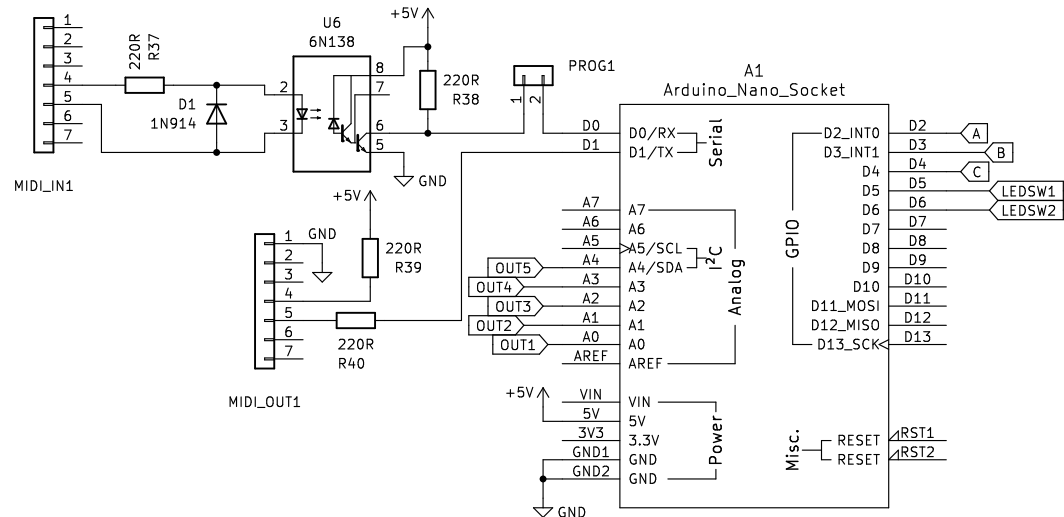 1
2
3
4
5
6
7
MIDI_IN1
220R
R37
D1
1N914
U6
6N138
2
3
8
7
6
5
+5V
220R
R38
GND
PROG1
1
2
+5V
220R
R39
GND
1
2
3
4
5
6
7
220R
R40
MIDI_OUT1
A1
Arduino_Nano_Socket
D0
D1
D0/RX
D1/TX
Serial
A7
A6
A5
A4
A3
A2
A1
A0
AREF
A7
A6
A5/SCL
A4/SDA
A3
A2
A1
A0
AREF
I²C
Analog
OUT5
OUT4
OUT3
OUT2
OUT1
+5V
VIN
5V
3V3
GND1
GND2
VIN
5V
3.3V
GND
GND
Power
GND
GPIO
D2_INT0
D3_INT1
D4
D5
D6
D7
D8
D9
D10
D11_MOSI
D12_MISO
D13_SCK
D2
D3
D4
D5
D6
D7
D8
D9
D10
D11
D12
D13
A
B
C
LEDSW1
LEDSW2
Misc.
RESET
RESET
RST1
RST2